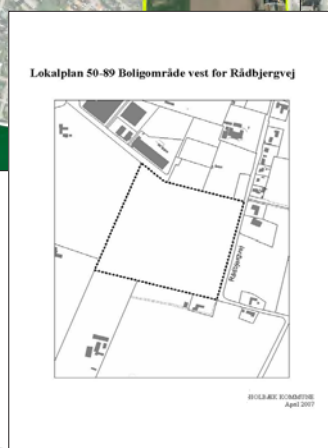 Lokalplan 50-89 Boligområde vest for Rådbjergvej
Rådbjergvej
HOLBÆK KOMMUNE
April 2007